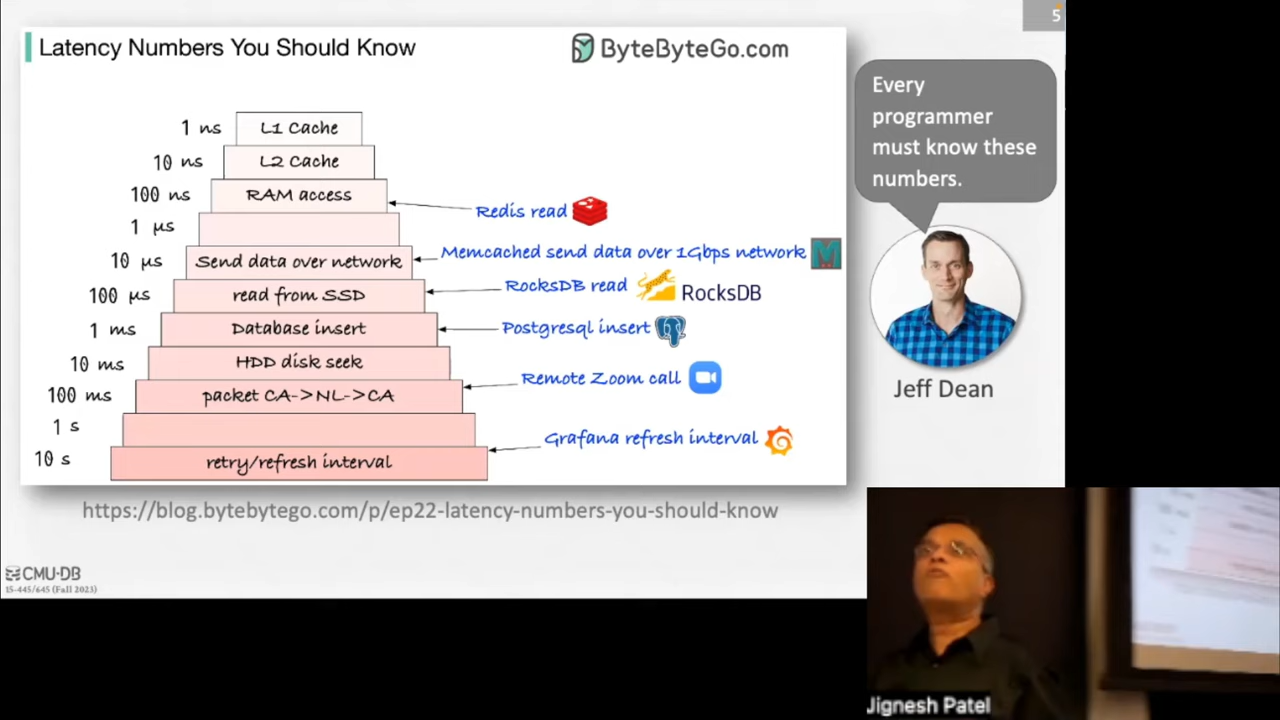 5
Latency Numbers You Should Know
ByteByteGo.com
Every
programmer
must know these
numbers.
1 ns L1 Cache
10 ns L2 Cache
100 ns RAM access
Redis read
1 μs
10 μs Send data over network
Memcached send data over 1Gbps network
100 μs read from SSD
RocksDB read RocksDB
1 ms Database insert
Postgresql insert
10 ms HDD disk seek
100 ms packet CA->NL->CA
Remote Zoom call
1 s
10 s retry/refresh interval
Grafana refresh interval
Jeff Dean
https://blog.bytebytego.com/p/ep22-latency-numbers-you-should-know
CMU·DB
15-445/645 (Fall 2023)
Jignesh Patel